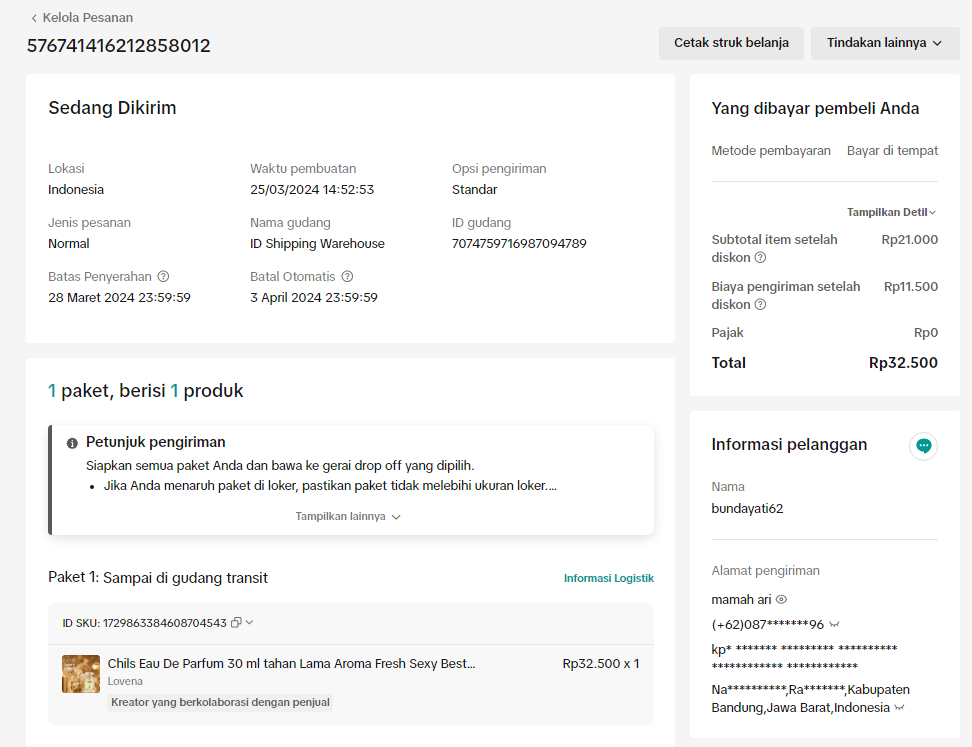 Kelola Pesanan
576741416212858012
Cetak struk belanja
Tindakan lainnya
Sedang Dikirim
Lokasi
Indonesia
Waktu pembuatan
25/03/2024 14:52:53
Opsi pengiriman
Standar
Jenis pesanan
Normal
Nama gudang
ID Shipping Warehouse
ID gudang
7074759716987094789
Batas Penyerahan
28 Maret 2024 23:59:59
Batal Otomatis
3 April 2024 23:59:59
1 paket, berisi 1 produk
Petunjuk pengiriman
Siapkan semua paket Anda dan bawa ke gerai drop off yang dipilih.
• Jika Anda menaruh paket di loker, pastikan paket tidak melebihi ukuran loker....
Tampilkan lainnya
Paket 1: Sampai di gudang transit
Informasi Logistik
ID SKU: 1729863384608704543
Chils Eau De Parfum 30 ml tahan Lama Aroma Fresh Sexy Best...
Rp32.500 x 1
Lovena
Kreator yang berkolaborasi dengan penjual
Yang dibayar pembeli Anda
Metode pembayaran Bayar di tempat
Tampilkan Detil
Subtotal item setelah diskon Rp21.000
Biaya pengiriman setelah diskon Rp11.500
Pajak Rp0
Total Rp32.500
Informasi pelanggan
Nama
bundayati62
Alamat pengiriman
mamah ari
(+62)087*******96
kp* ******* ********* **********
************ ************
Na**********,Ra*******,Kabupaten
Bandung,Jawa Barat,Indonesia